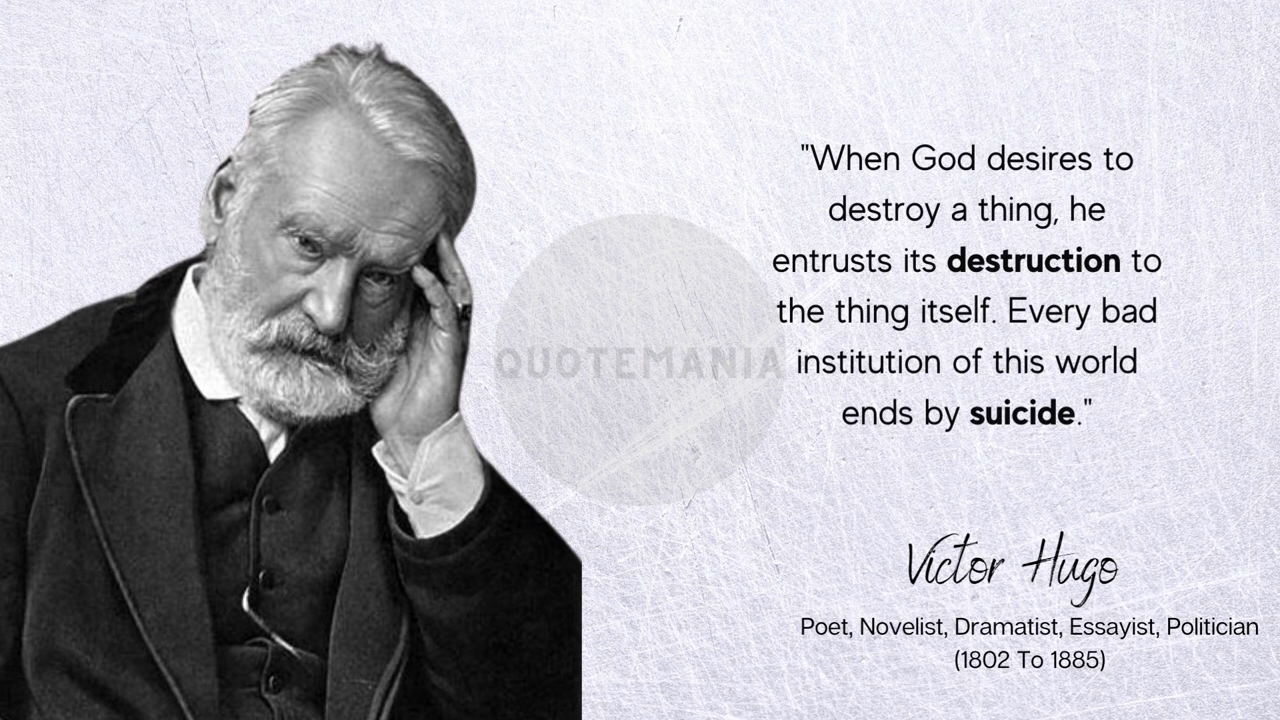 "When God desires to
destroy a thing, he
entrusts its destruction to
the thing itself. Every bad
institution of this world
ends by suicide."
QUOTEMANIA
Victor Hugo
Poet, Novelist, Dramatist, Essayist, Politician
(1802 To 1885)